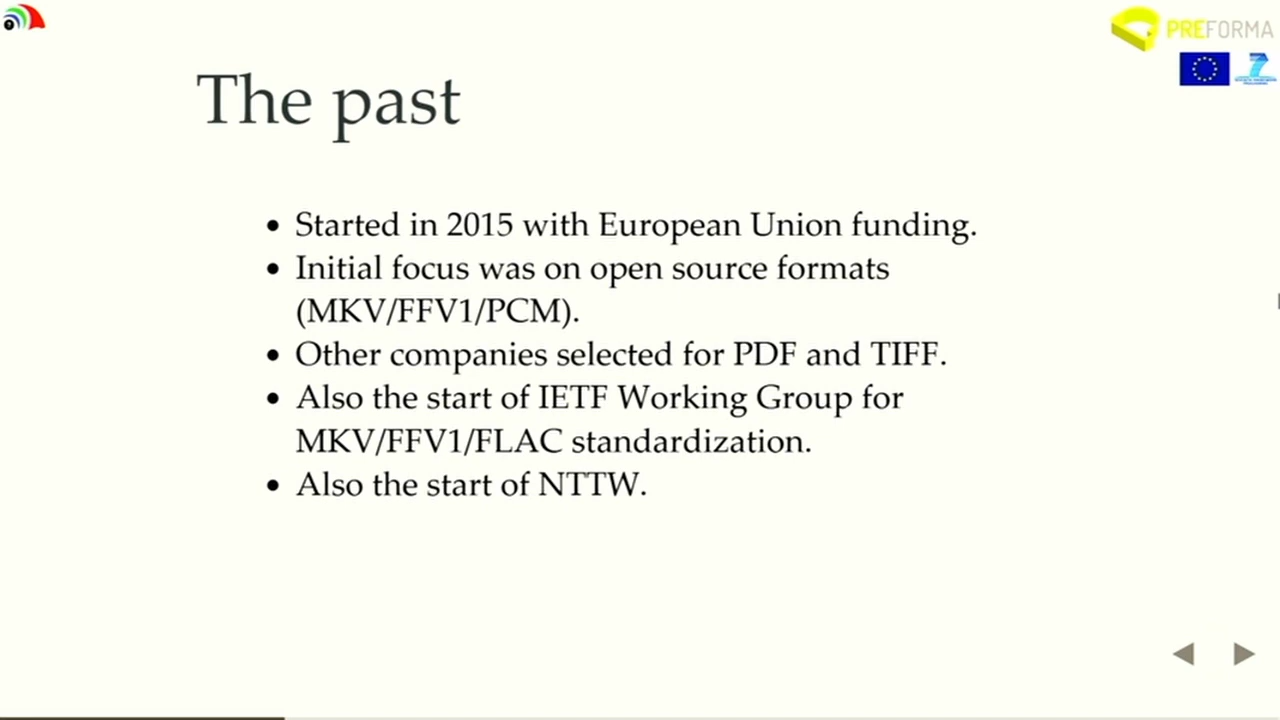 PREFORMA
The past
• Started in 2015 with European Union funding.
• Initial focus was on open source formats
(MKV/FFV1/PCM).
• Other companies selected for PDF and TIFF.
• Also the start of IETF Working Group for
MKV/FFV1/FLAC standardization.
• Also the start of NTTW.